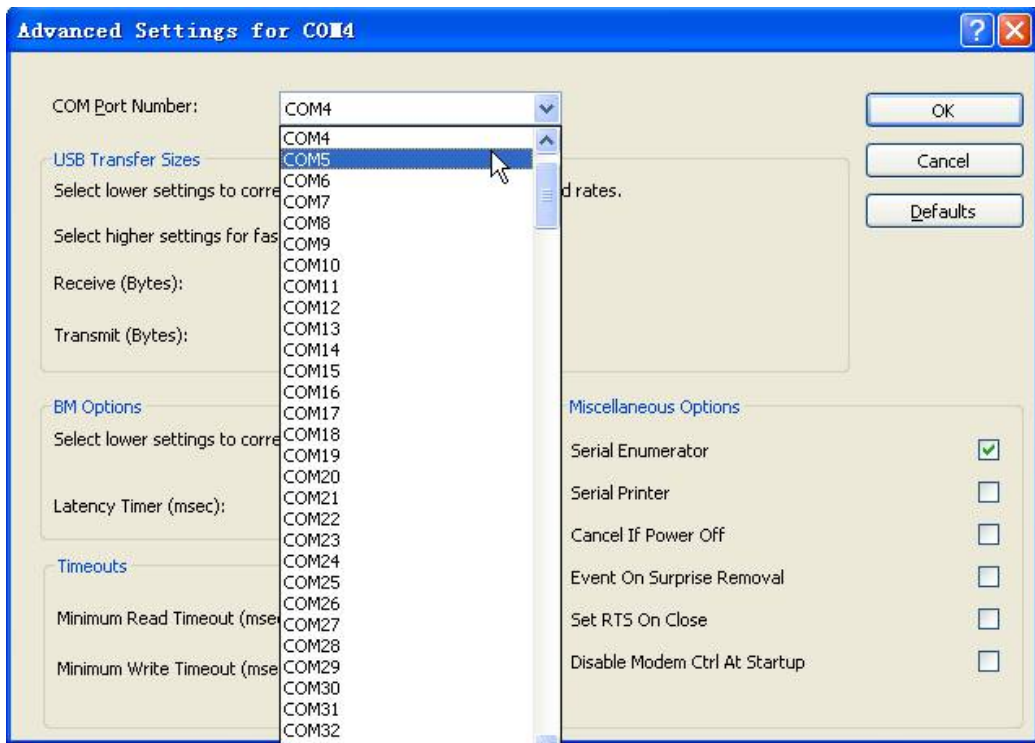 Advanced Settings for COM4
COM Port Number:
COM4
OK
Cancel
Defaults
COM4
COM5
COM6
COM7
COM8
COM9
COM10
COM11
COM12
COM13
COM14
COM15
COM16
COM17
COM18
COM19
COM20
COM21
COM22
COM23
COM24
COM25
COM26
COM27
COM28
COM29
COM30
COM31
COM32
USB Transfer Sizes
Select lower settings to corre
d rates.
Select higher settings for fas
Receive (Bytes):
Transmit (Bytes):
BM Options
Select lower settings to corre
Latency Timer (msec):
Timeouts
Minimum Read Timeout (mse
Minimum Write Timeout (mse
Miscellaneous Options
Serial Enumerator
Serial Printer
Cancel If Power Off
Event On Surprise Removal
Set RTS On Close
Disable Modem Ctrl At Startup